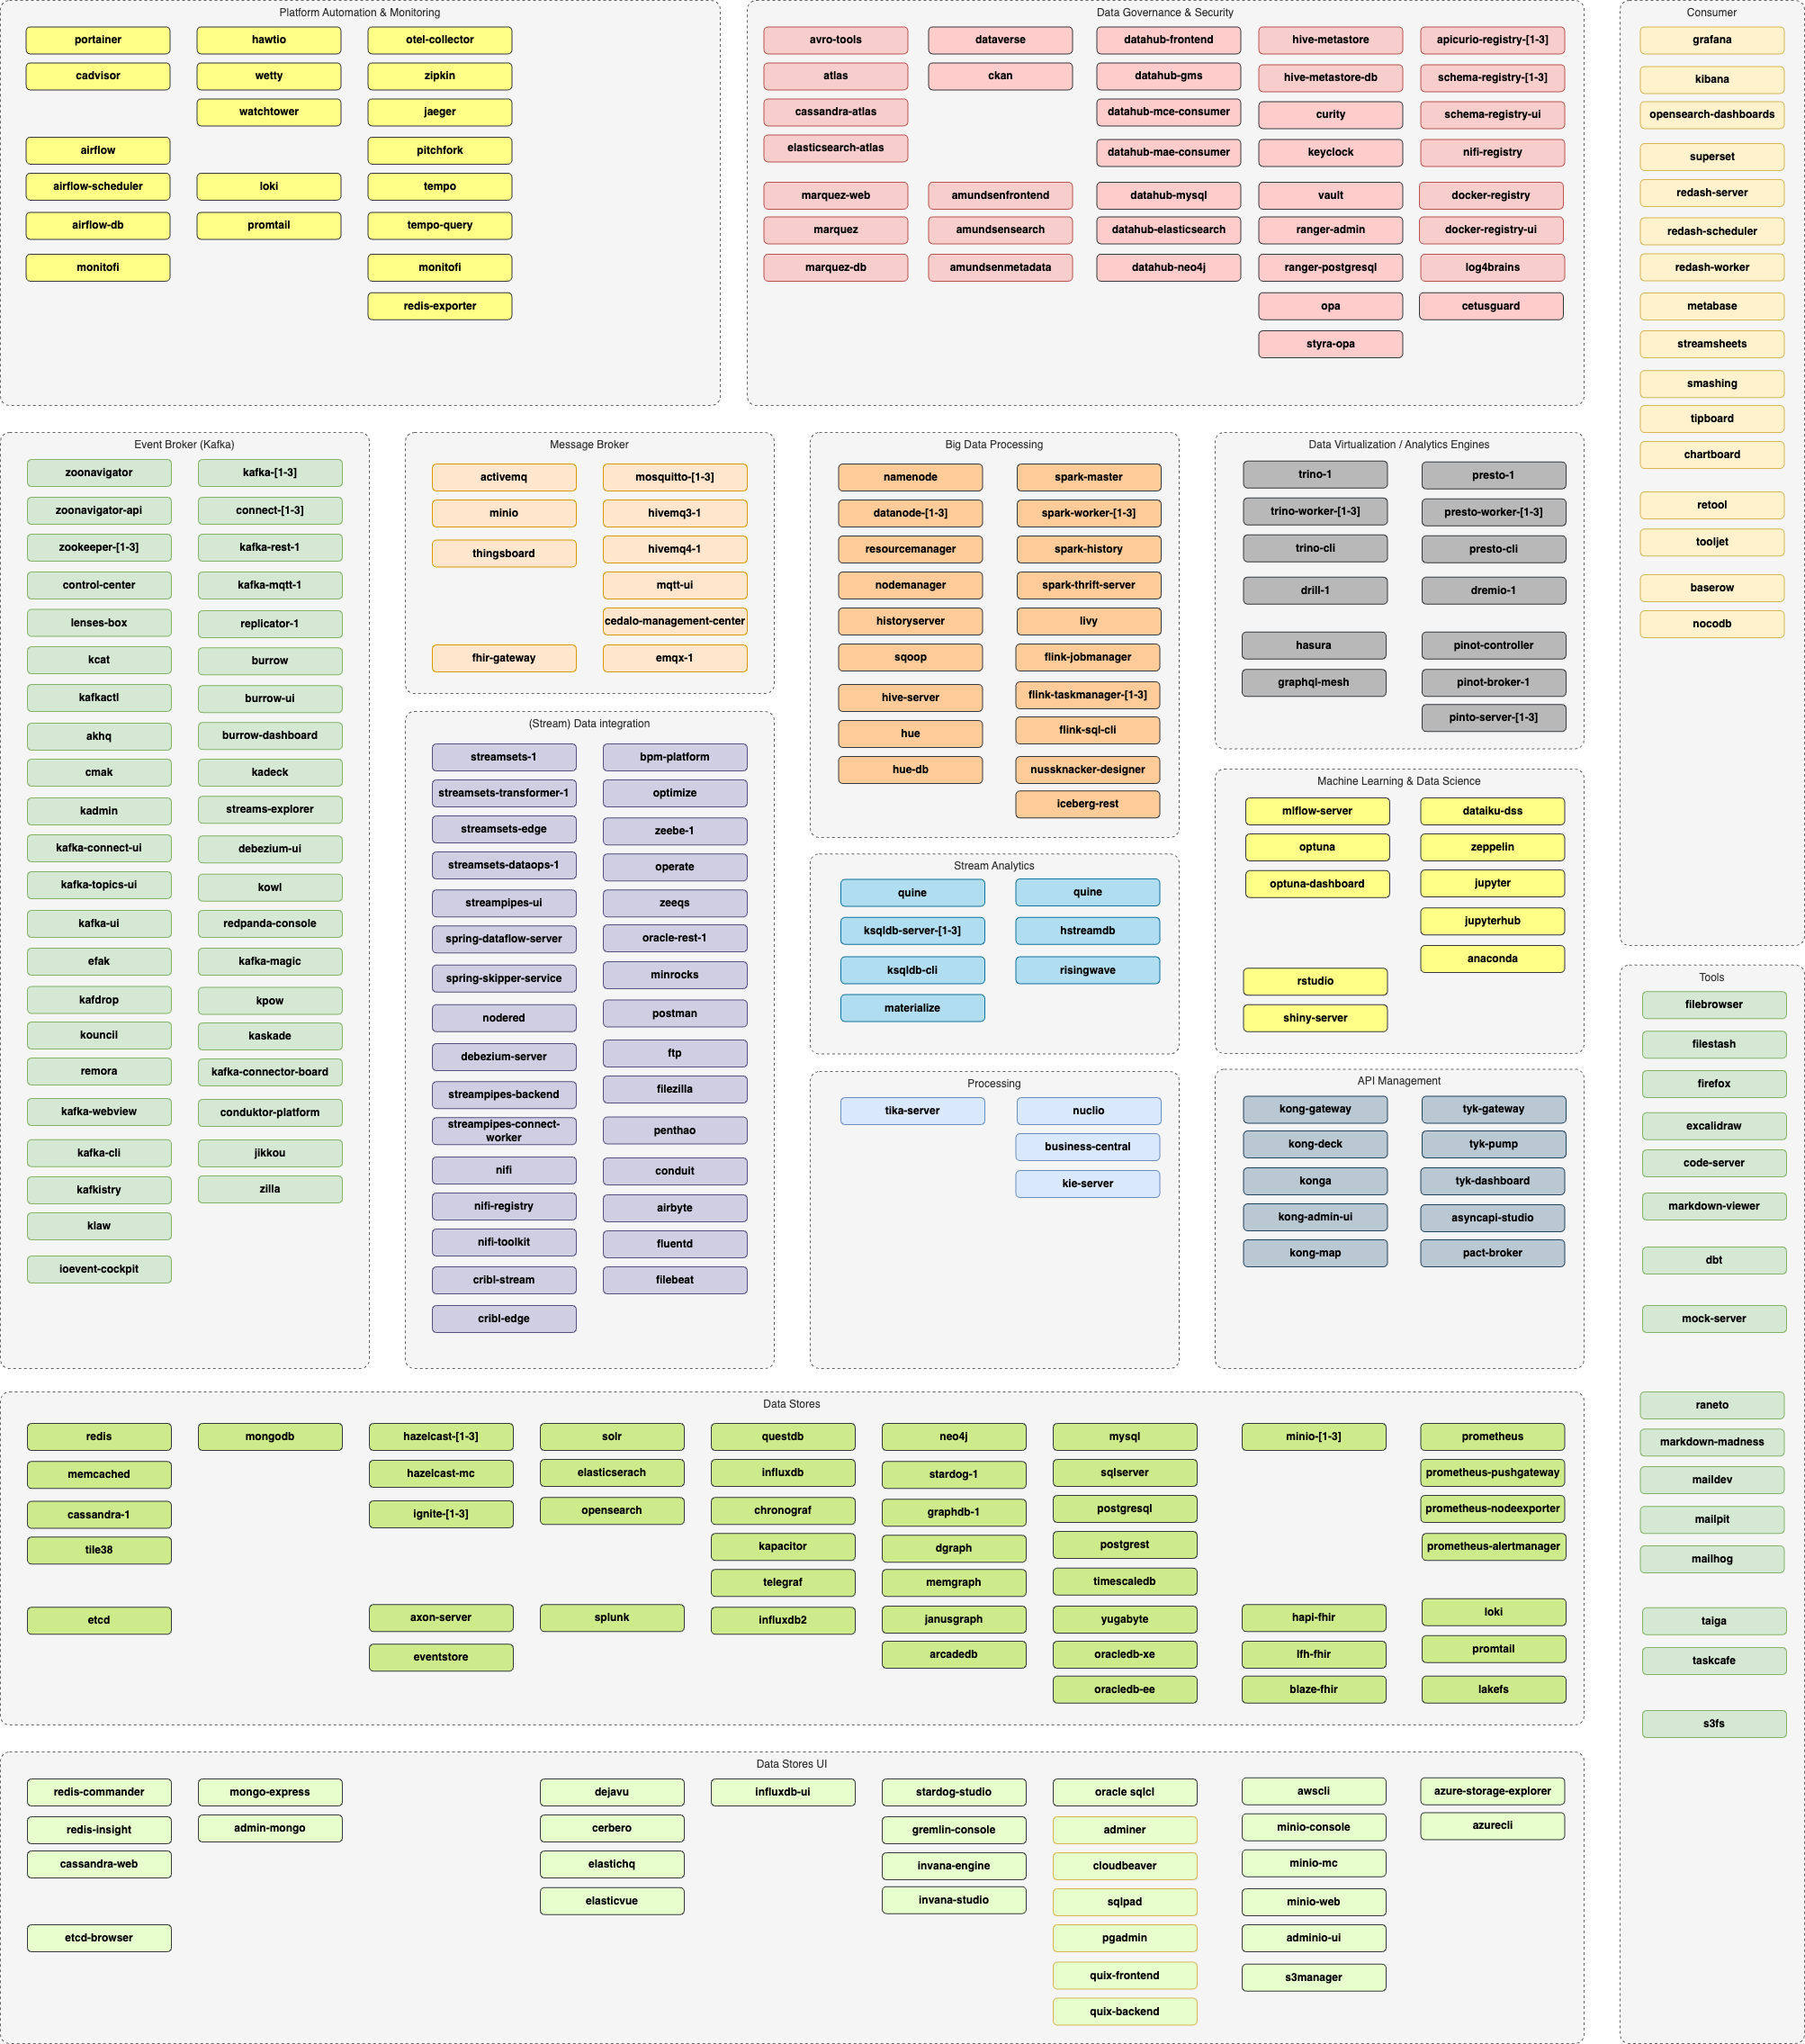 Platform Automation & Monitoring
portainer
hawtio
otel-collector
cadvisor
wetty
zipkin
watchtower
jaeger
airflow
pitchfork
airflow-scheduler
loki
tempo
airflow-db
promtail
tempo-query
monitofi
monitofi
redis-exporter
Data Governance & Security
avro-tools
dataverse
datahub-frontend
hive-metastore
apicurio-registry-[1-3]
atlas
ckan
datahub-gms
hive-metastore-db
schema-registry-[1-3]
cassandra-atlas
datahub-mce-consumer
curity
schema-registry-ui
elasticsearch-atlas
datahub-mae-consumer
keyclock
nifi-registry
marquez-web
amundsenfrontend
datahub-mysql
vault
docker-registry
marquez
amundsensearch
datahub-elasticsearch
ranger-admin
docker-registry-ui
marquez-db
amundsenmetadata
datahub-neo4j
ranger-postgresql
log4brains
opa
cetusguard
styra-opa
Consumer
grafana
kibana
opensearch-dashboards
superset
redash-server
redash-scheduler
redash-worker
metabase
streamsheets
smashing
tipboard
chartboard
retool
tooljet
baserow
nocodb
Event Broker (Kafka)
zoonavigator
kafka-[1-3]
zoonavigator-api
connect-[1-3]
zookeeper-[1-3]
kafka-rest-1
control-center
kafka-mqtt-1
lenses-box
replicator-1
kcat
burrow
kafkactl
burrow-ui
akhq
burrow-dashboard
cmak
kadeck
kadmin
streams-explorer
kafka-connect-ui
debezium-ui
kafka-topics-ui
kowl
kafka-ui
redpanda-console
efak
kafka-magic
kafdrop
kpow
kouncil
kaskade
remora
kafka-connector-board
kafka-webview
conduktor-platform
kafka-cli
jikkou
kafkistry
zilla
klaw
ioevent-cockpit
Message Broker
activemq
mosquitto-[1-3]
minio
hivemq3-1
thingsboard
hivemq4-1
mqtt-ui
cedalo-management-center
fhir-gateway
emqx-1
(Stream) Data integration
streamsets-1
bpm-platform
streamsets-transformer-1
optimize
streamsets-edge
zeebe-1
streamsets-dataops-1
operate
streampipes-ui
zeeqs
spring-dataflow-server
oracle-rest-1
spring-skipper-service
minrocks
nodered
postman
debezium-server
ftp
streampipes-backend
filezilla
streampipes-connect-
worker
penthao
nifi
conduit
nifi-registry
airbyte
nifi-toolkit
fluentd
cribl-stream
filebeat
cribl-edge
Big Data Processing
namenode
spark-master
datanode-[1-3]
spark-worker-[1-3]
resourcemanager
spark-history
nodemanager
spark-thrift-server
historyserver
livy
sqoop
flink-jobmanager
hive-server
flink-taskmanager-[1-3]
hue
flink-sql-cli
hue-db
nussknacker-designer
iceberg-rest
Stream Analytics
quine
quine
ksqldb-server-[1-3]
hstreamdb
ksqldb-cli
risingwave
materialize
Processing
tika-server
nuclio
business-central
kie-server
Data Virtualization / Analytics Engines
trino-1
presto-1
trino-worker-[1-3]
presto-worker-[1-3]
trino-cli
presto-cli
drill-1
dremio-1
hasura
pinot-controller
graphql-mesh
pinot-broker-1
pinto-server-[1-3]
Machine Learning & Data Science
mlflow-server
dataiku-dss
optuna
zeppelin
optuna-dashboard
jupyter
jupyterhub
anaconda
rstudio
shiny-server
API Management
kong-gateway
tyk-gateway
kong-deck
tyk-pump
konga
tyk-dashboard
kong-admin-ui
asyncapi-studio
kong-map
pact-broker
Tools
filebrowser
filestash
firefox
excalidraw
code-server
markdown-viewer
dbt
mock-server
raneto
markdown-madness
maildev
mailpit
mailhog
taiga
taskcafe
s3fs
Data Stores
redis
mongodb
hazelcast-[1-3]
solr
questdb
neo4j
mysql
minio-[1-3]
prometheus
memcached
hazelcast-mc
elasticserach
influxdb
stardog-1
sqlserver
prometheus-pushgateway
cassandra-1
ignite-[1-3]
opensearch
chronograf
graphdb-1
postgresql
prometheus-nodeexporter
tile38
kapacitor
dgraph
postgrest
prometheus-alertmanager
telegraf
memgraph
timescaledb
etcd
axon-server
splunk
influxdb2
janusgraph
yugabyte
hapi-fhir
loki
eventstore
arcadedb
oracledb-xe
lfh-fhir
promtail
oracledb-ee
blaze-fhir
lakefs
Data Stores UI
redis-commander
mongo-express
dejavu
influxdb-ui
stardog-studio
oracle sqlcl
awscli
azure-storage-explorer
redis-insight
admin-mongo
cerbero
gremlin-console
adminer
minio-console
azurecli
cassandra-web
elastichq
invana-engine
cloudbeaver
minio-mc
elasticvue
invana-studio
sqlpad
minio-web
etcd-browser
pgadmin
adminio-ui
quix-frontend
s3manager
quix-backend